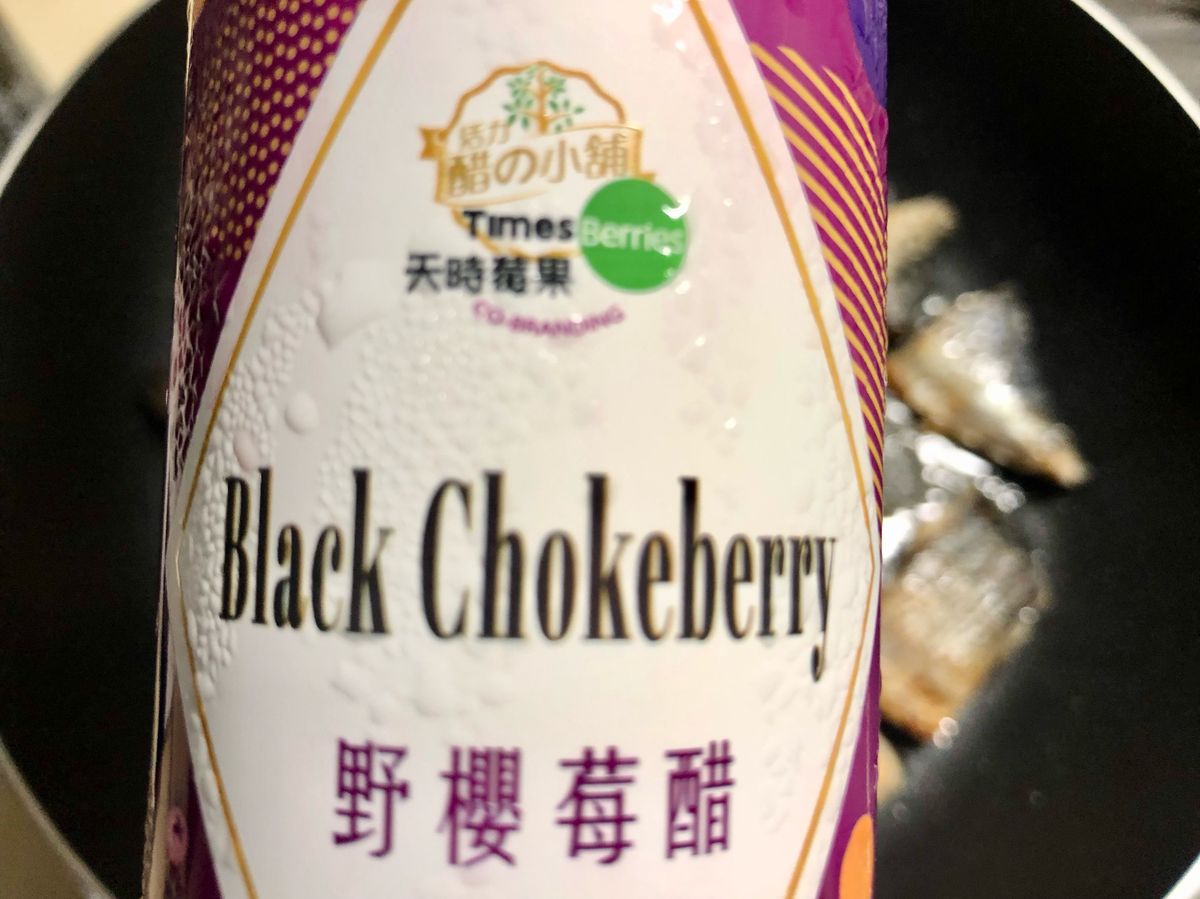 活力
醋の小舖
Times Berries
天時莓果
CO-BRANDING
Black Chokeberry
野櫻莓醋